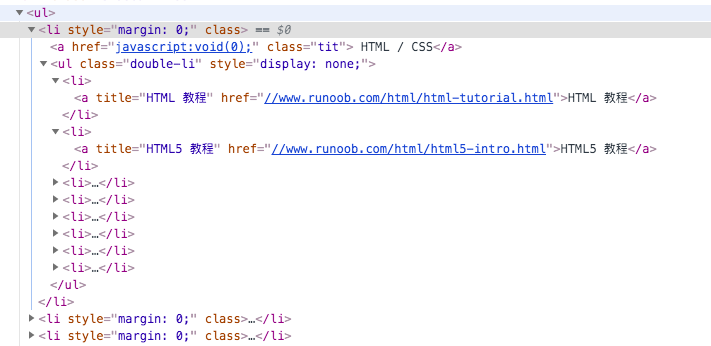 ▼<ul>
▼<li style="margin: 0;" class> == $0
<a href="javascript:void(0);" class="tit"> HTML / CSS</a>
▼<ul class="double-li" style="display: none;">
▼<li>
<a title="HTML 教程" href="//www.runoob.com/html/html-tutorial.html">HTML 教程</a>
</li>
▼<li>
<a title="HTML5 教程" href="//www.runoob.com/html/html5-intro.html">HTML5 教程</a>
</li>
▶<li>…</li>
▶<li>…</li>
▶<li>…</li>
▶<li>…</li>
▶<li>…</li>
▶<li>…</li>
</ul>
</li>
▶<li style="margin: 0;" class>…</li>
▶<li style="margin: 0;" class>…</li>